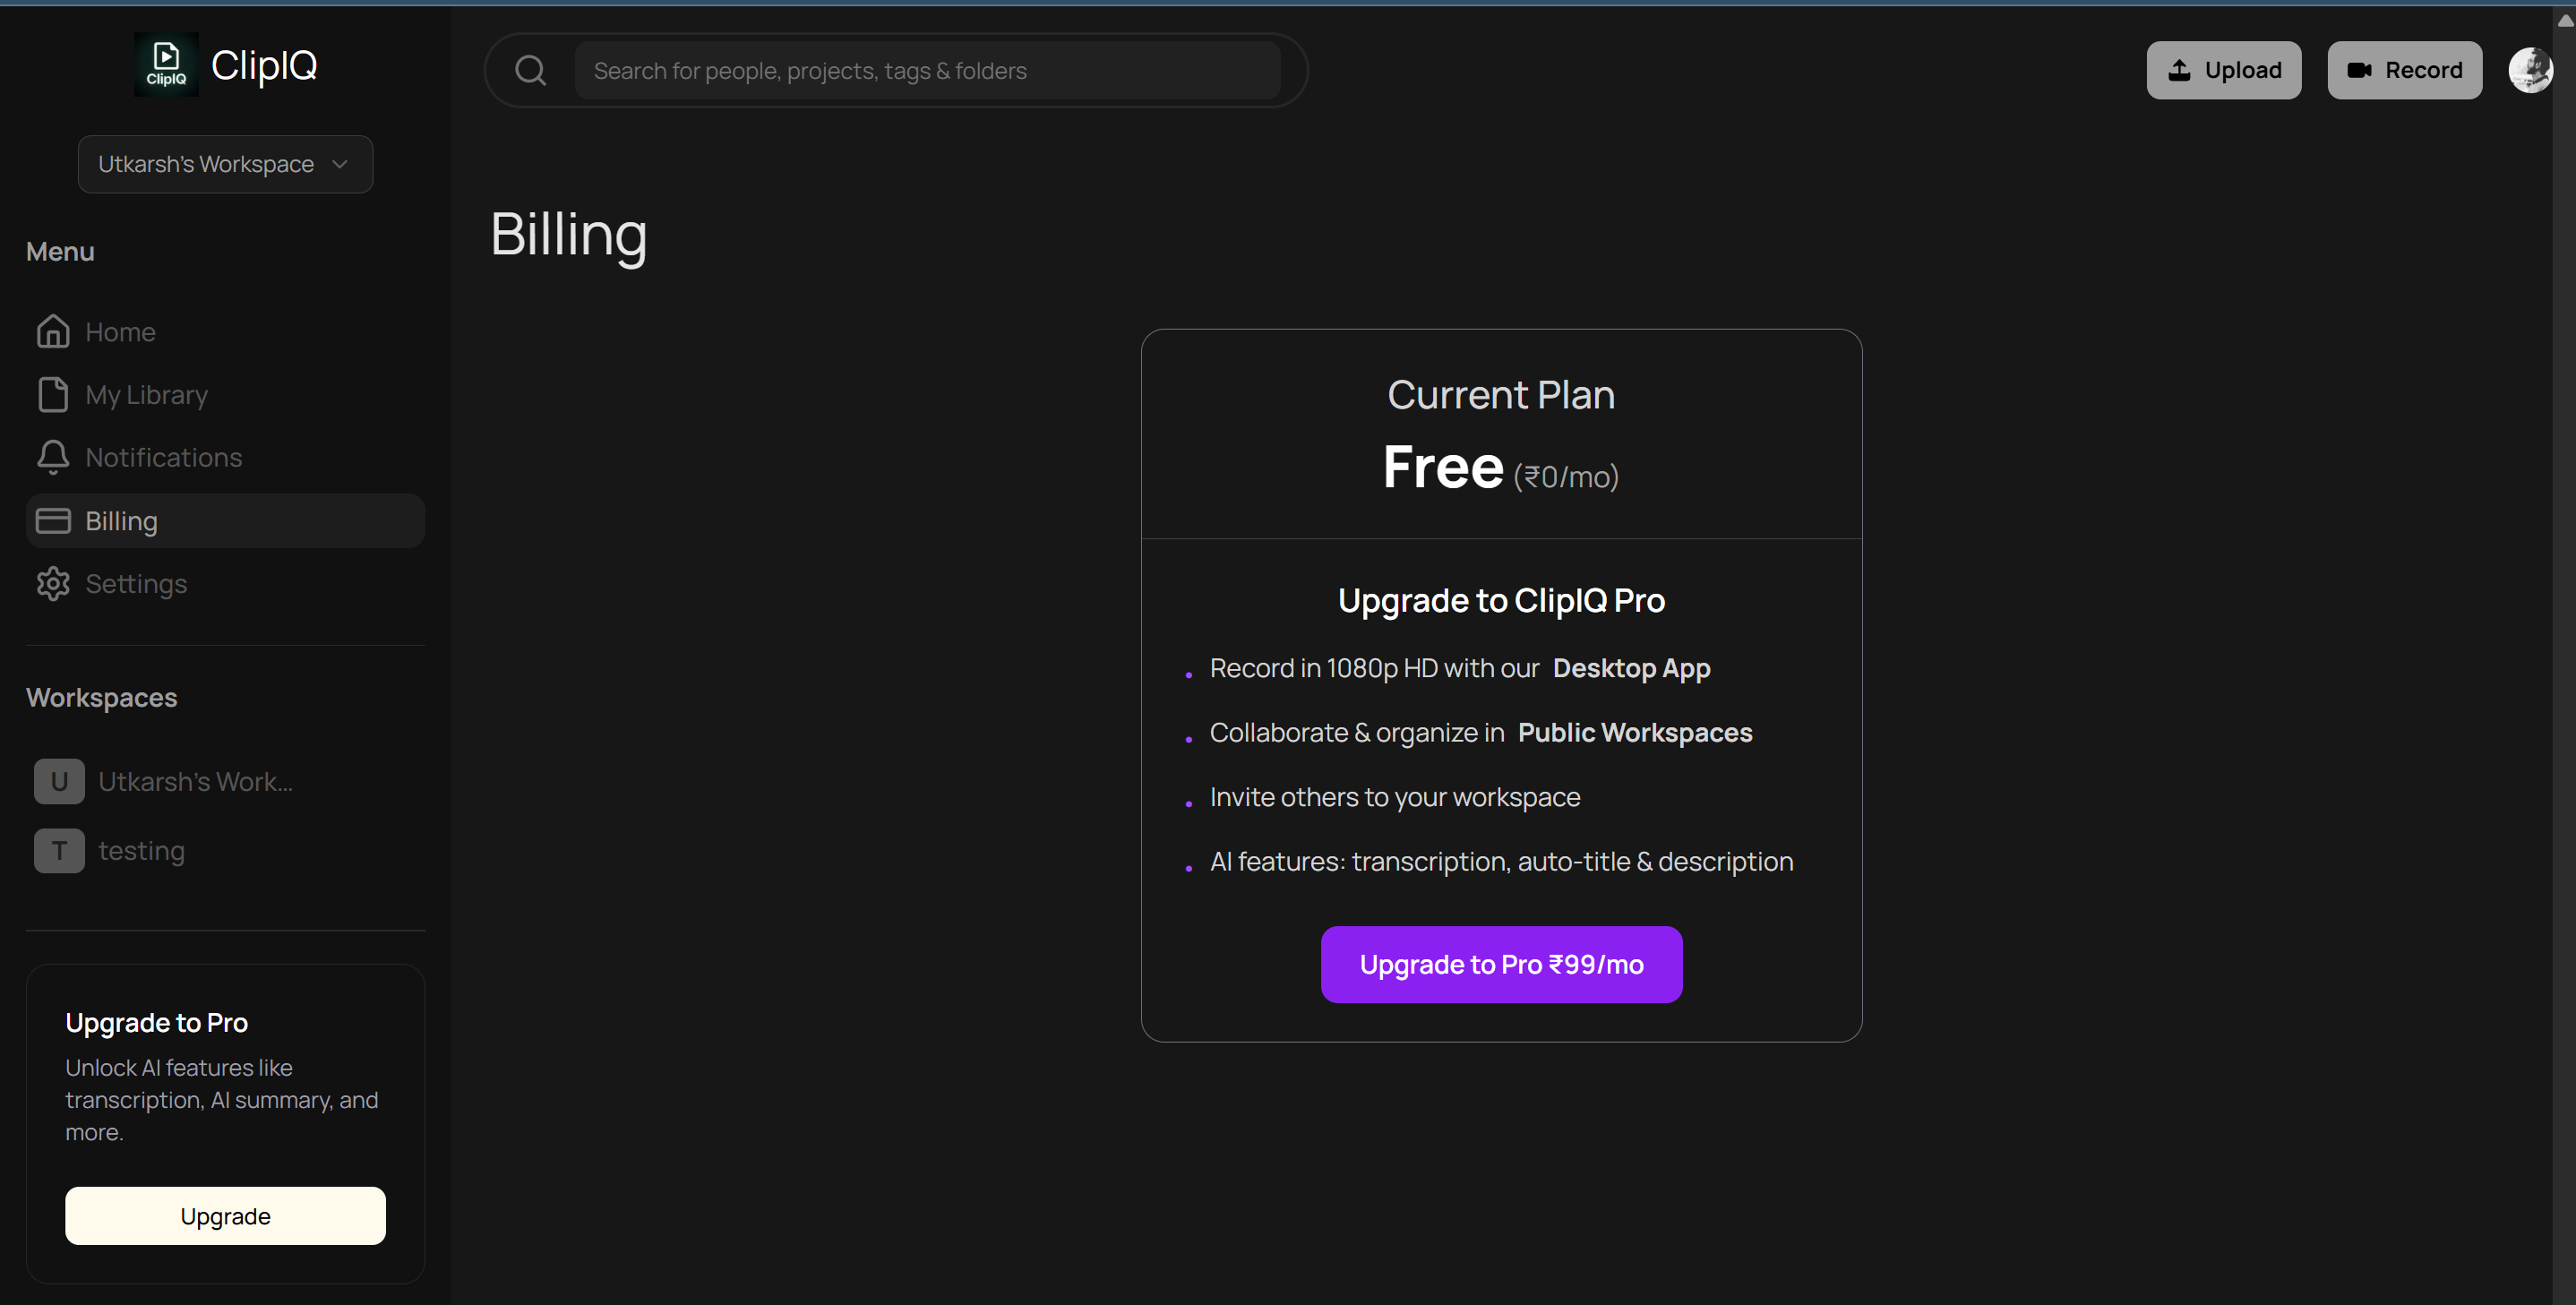 ClipIQ
ClipIQ
Utkarsh's Workspace
Menu
Home
My Library
Notifications
Billing
Settings
Workspaces
U Utkarsh's Work...
T testing
Upgrade to Pro
Unlock AI features like
transcription, AI summary, and
more.
Upgrade
Search for people, projects, tags & folders
Upload
Record
Billing
Current Plan
Free (₹0/mo)
Upgrade to ClipIQ Pro
Record in 1080p HD with our Desktop App
Collaborate & organize in Public Workspaces
Invite others to your workspace
AI features: transcription, auto-title & description
Upgrade to Pro ₹99/mo